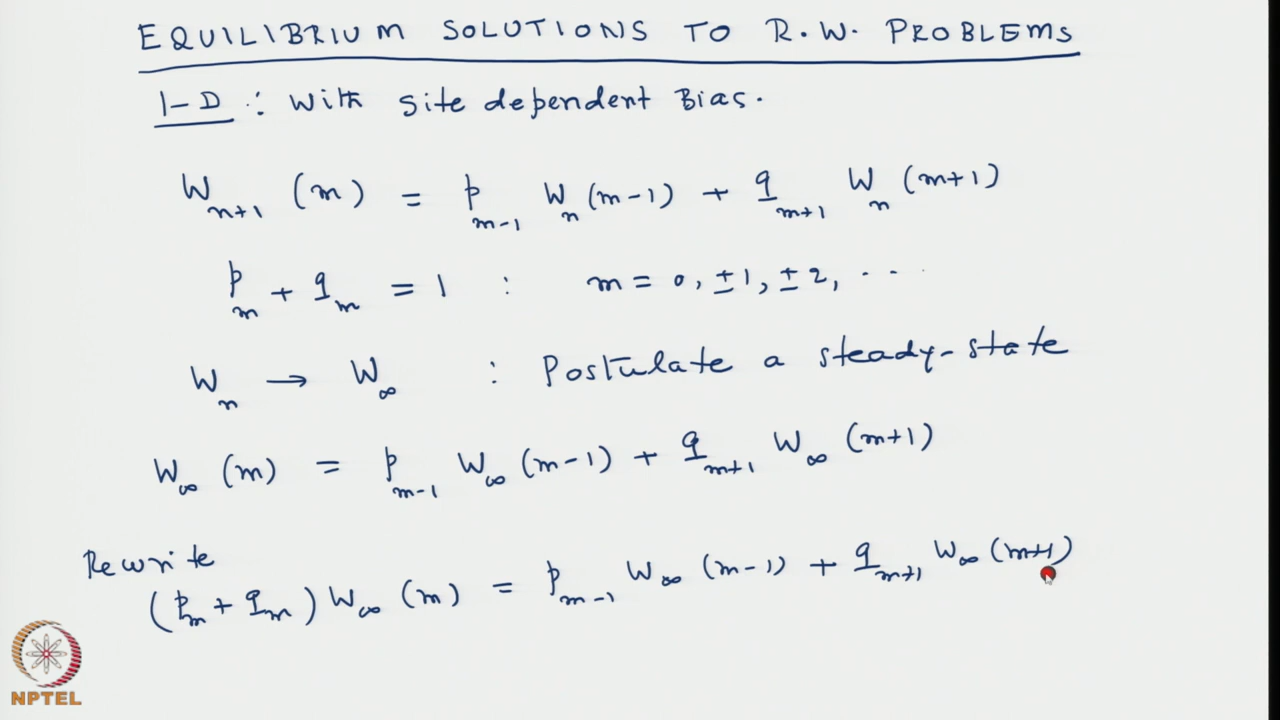 EQUILIBRIUM SOLUTIONS TO R.W. PROBLEMS
1-D : With site dependent Bias.
W_{n+1} (m) = p_{m-1} W_n (m-1) + q_{m+1} W_n (m+1)
p_m + q_m = 1 : m = 0, ±1, ±2, ...
W_n → W_∞ : Postulate a steady-state
W_∞ (m) = p_{m-1} W_∞ (m-1) + q_{m+1} W_∞ (m+1)
Rewrite
(p_m + q_m) W_∞ (m) = p_{m-1} W_∞ (m-1) + q_{m+1} W_∞ (m+1)
NPTEL